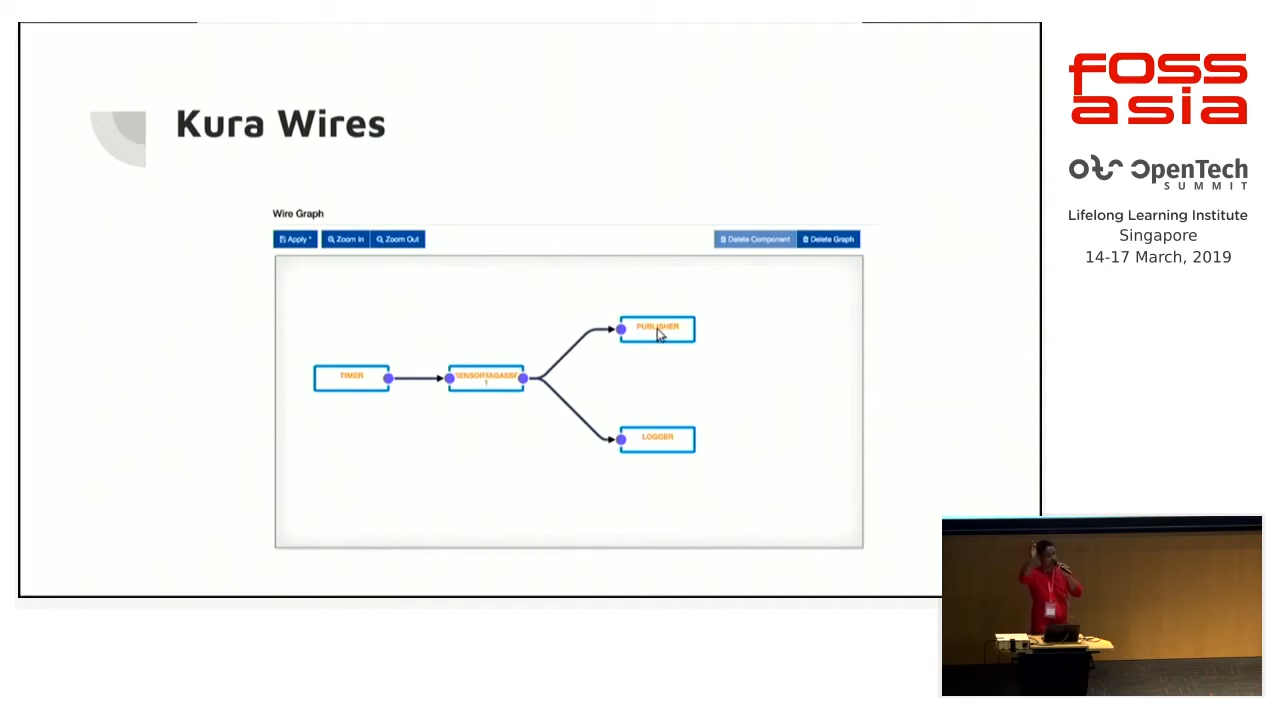 Kura Wires
Wire Graph
Apply *
Zoom In
Zoom Out
Delete Component
Delete Graph
PUBLISHER
TIMER
SENSORTAGASSE
T
LOGGER
FOSS
asia
OpenTech
SUMMIT
Lifelong Learning Institute
Singapore
14-17 March, 2019